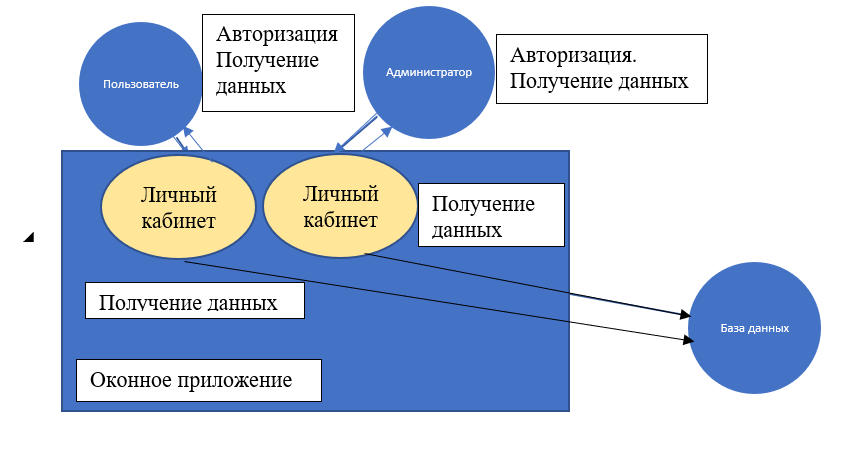 Пользователь
Авторизация
Получение
данных
Администратор
Авторизация.
Получение данных
Личный
кабинет
Личный
кабинет
Получение
данных
Получение данных
База данных
Оконное приложение